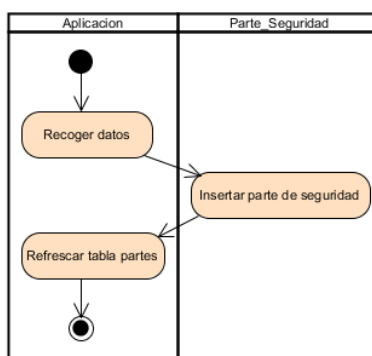 Aplicacion
Parte_Seguridad
Recoger datos
Insertar parte de seguridad
Refrescar tabla partes